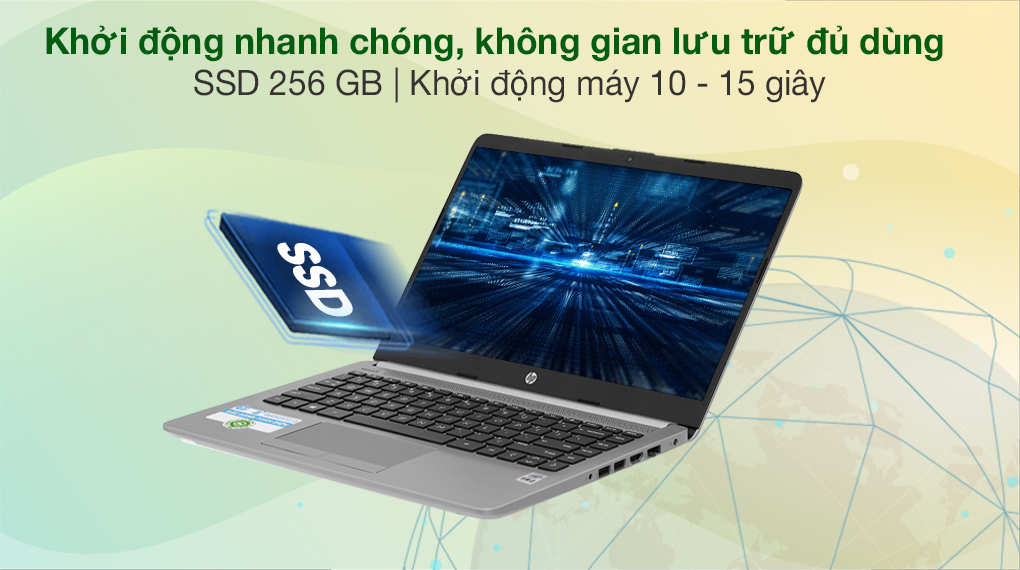 Khởi động nhanh chóng, không gian lưu trữ đủ dùng
SSD 256 GB | Khởi động máy 10 - 15 giây
SSD
hp